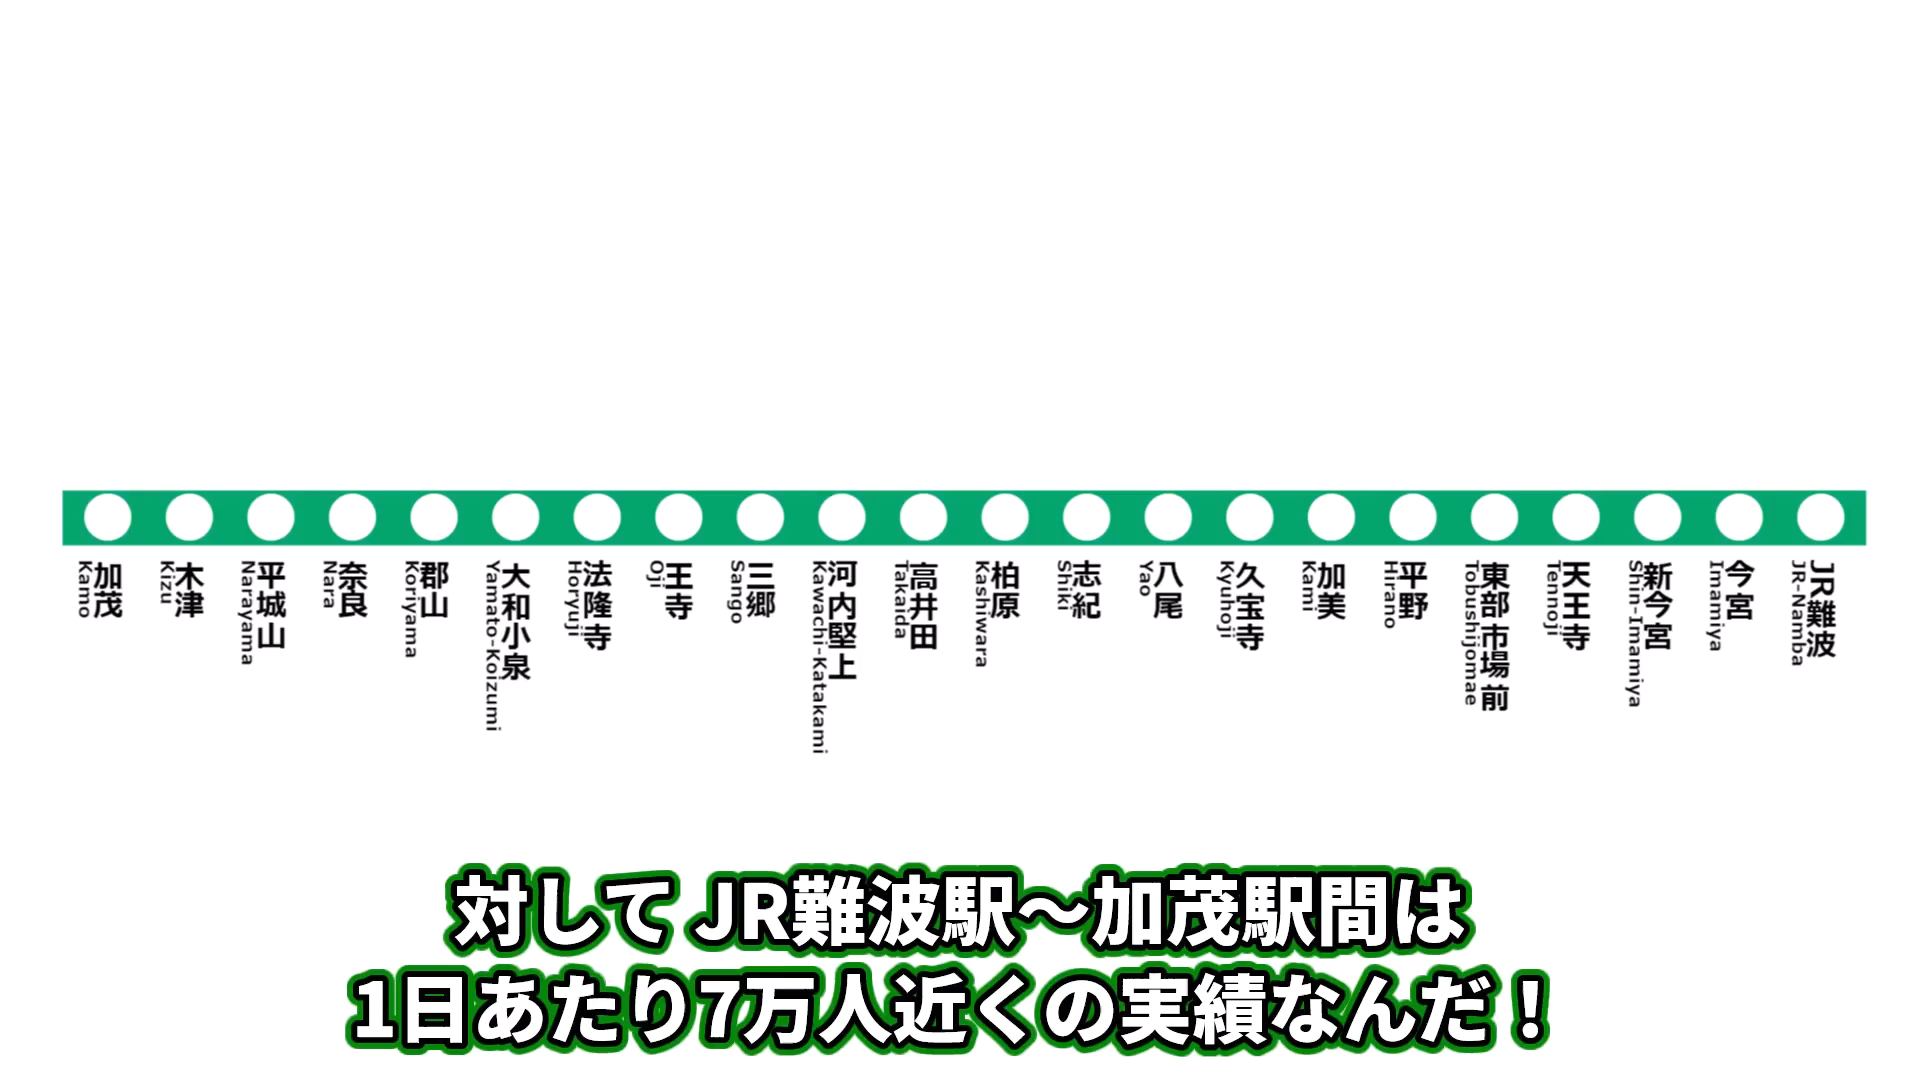 加茂
Kamo
木津
Kizu
平城山
Narayama
奈良
Nara
郡山
Koriyama
大和小泉
Yamato-Koizumi
法隆寺
Horyuji
王寺
Oji
三郷
Sango
河内堅上
Kawachi-Katakami
高井田
Takaida
柏原
Kashiwara
志紀
Shiki
八尾
Yao
久宝寺
Kyuhoji
加美
Kami
平野
Hirano
東部市場前
Tobushijomae
天王寺
Tennoji
新今宮
Shin-Imamiya
今宮
Imamiya
JR難波
JR-Namba
対して JR難波駅～加茂駅間は
1日あたり7万人近くの実績なんだ！